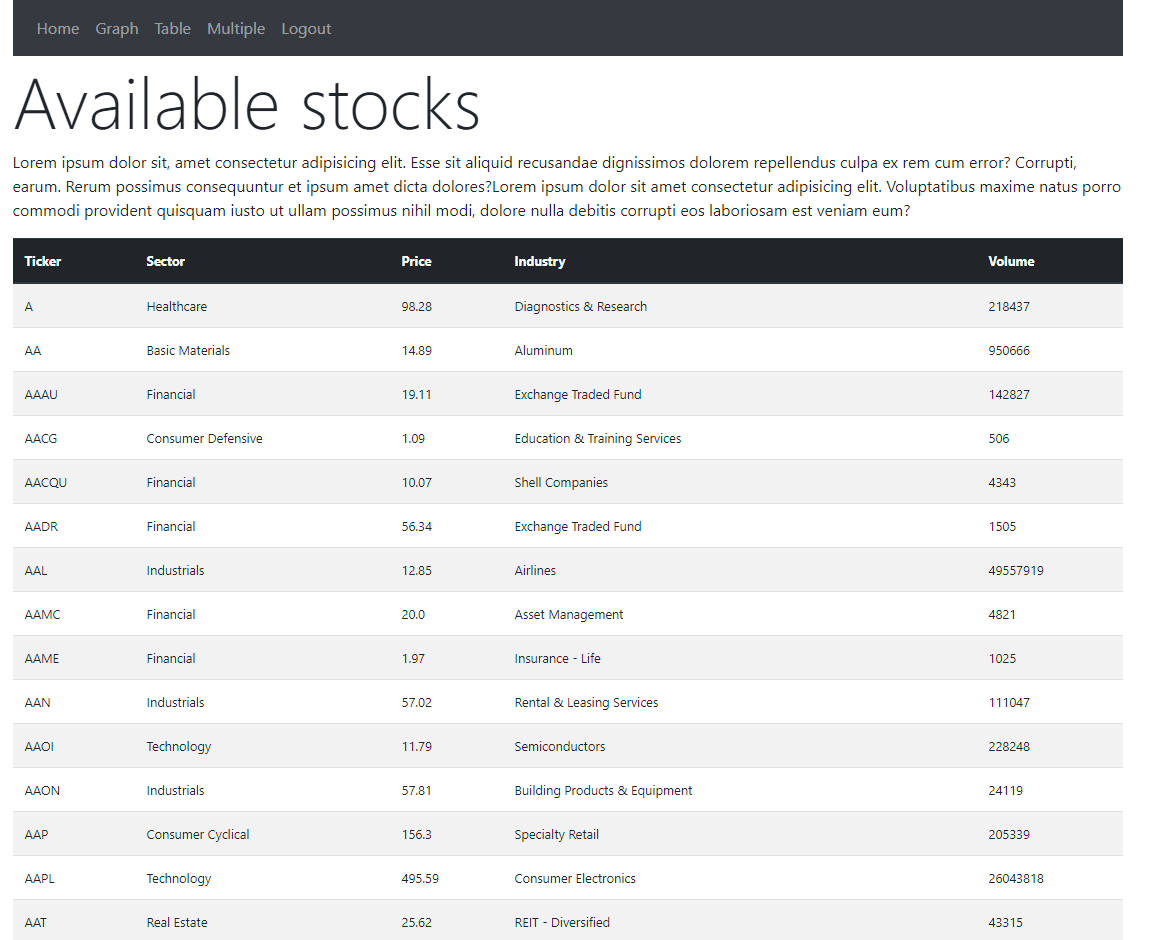 Home Graph Table Multiple Logout
Available stocks
Lorem ipsum dolor sit, amet consectetur adipisicing elit. Esse sit aliquid recusandae dignissimos dolorem repellendus culpa ex rem cum error? Corrupti,
earum. Rerum possimus consequuntur et ipsum amet dicta dolores?Lorem ipsum dolor sit amet consectetur adipisicing elit. Voluptatibus maxime natus porro
commodi provident quisquam iusto ut ullam possimus nihil modi, dolore nulla debitis corrupti eos laboriosam est veniam eum?
Ticker Sector Price Industry Volume
A Healthcare 98.28 Diagnostics & Research 218437
AA Basic Materials 14.89 Aluminum 950666
AAAU Financial 19.11 Exchange Traded Fund 142827
AACG Consumer Defensive 1.09 Education & Training Services 506
AACQU Financial 10.07 Shell Companies 4343
AADR Financial 56.34 Exchange Traded Fund 1505
AAL Industrials 12.85 Airlines 49557919
AAMC Financial 20.0 Asset Management 4821
AAME Financial 1.97 Insurance - Life 1025
AAN Industrials 57.02 Rental & Leasing Services 111047
AAOI Technology 11.79 Semiconductors 228248
AAON Industrials 57.81 Building Products & Equipment 24119
AAP Consumer Cyclical 156.3 Specialty Retail 205339
AAPL Technology 495.59 Consumer Electronics 26043818
AAT Real Estate 25.62 REIT - Diversified 43315